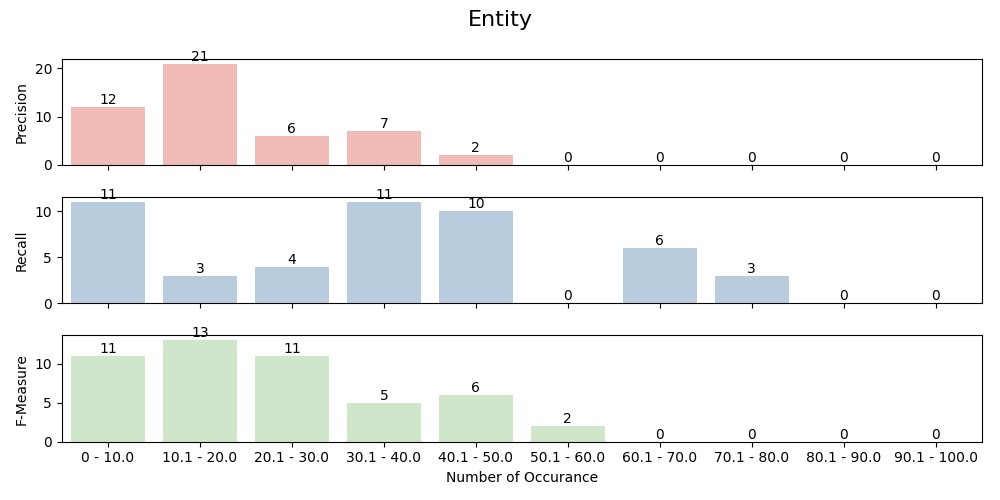 Entity
Precision
20
10
0
12
21
6
7
2
0
0
0
0
0
Recall
10
5
0
11
3
4
11
10
0
6
3
0
0
F-Measure
10
5
0
11
13
11
5
6
2
0
0
0
0
0 - 10.0
10.1 - 20.0
20.1 - 30.0
30.1 - 40.0
40.1 - 50.0
50.1 - 60.0
60.1 - 70.0
70.1 - 80.0
80.1 - 90.0
90.1 - 100.0
Number of Occurance